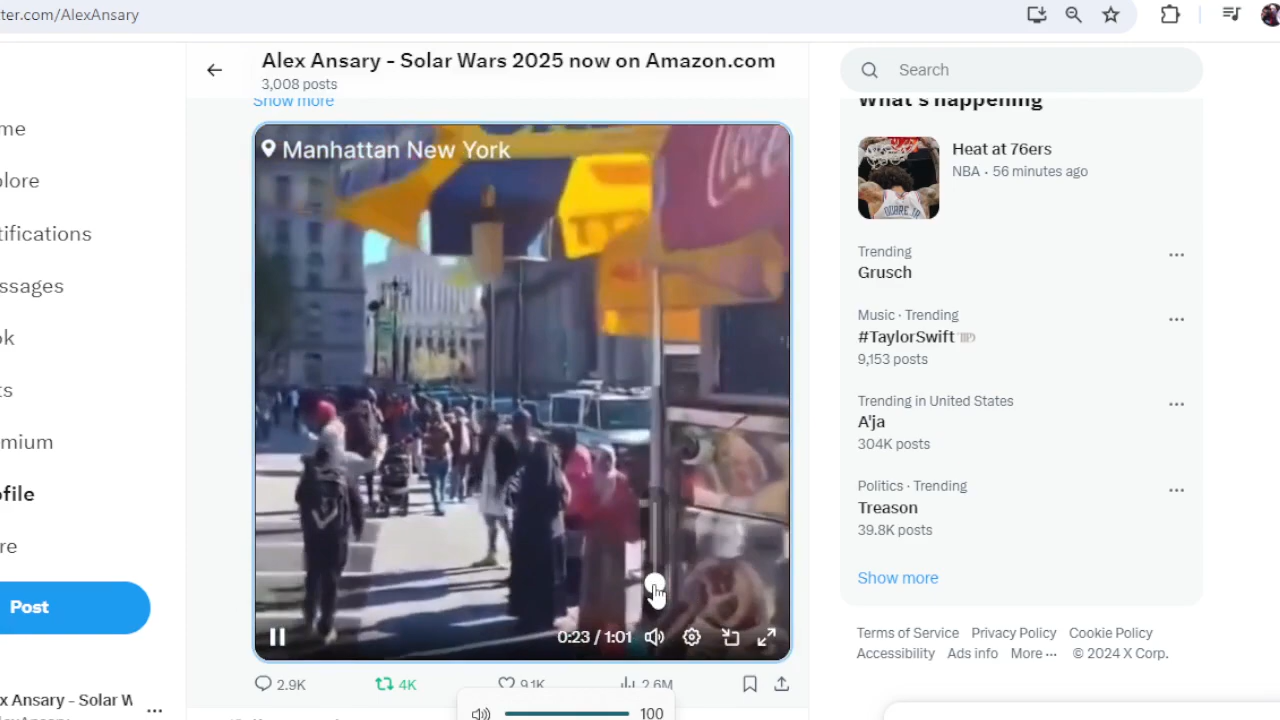 ter.com/AlexAnsary
Alex Ansary - Solar Wars 2025 now on Amazon.com
3,008 posts
Show more
Search
What's happening
me
plore
tifications
ssages
ok
ts
emium
ofile
re
Post
x Ansary - Solar W
Manhattan New York
0:23 / 1:01
2.9K
4K
9.1K
2.6M
100
Heat at 76ers
NBA · 56 minutes ago
Trending
Grusch
Music · Trending
#TaylorSwift
9,153 posts
Trending in United States
A'ja
304K posts
Politics · Trending
Treason
39.8K posts
Show more
Terms of Service Privacy Policy Cookie Policy
Accessibility Ads info More ··· © 2024 X Corp.